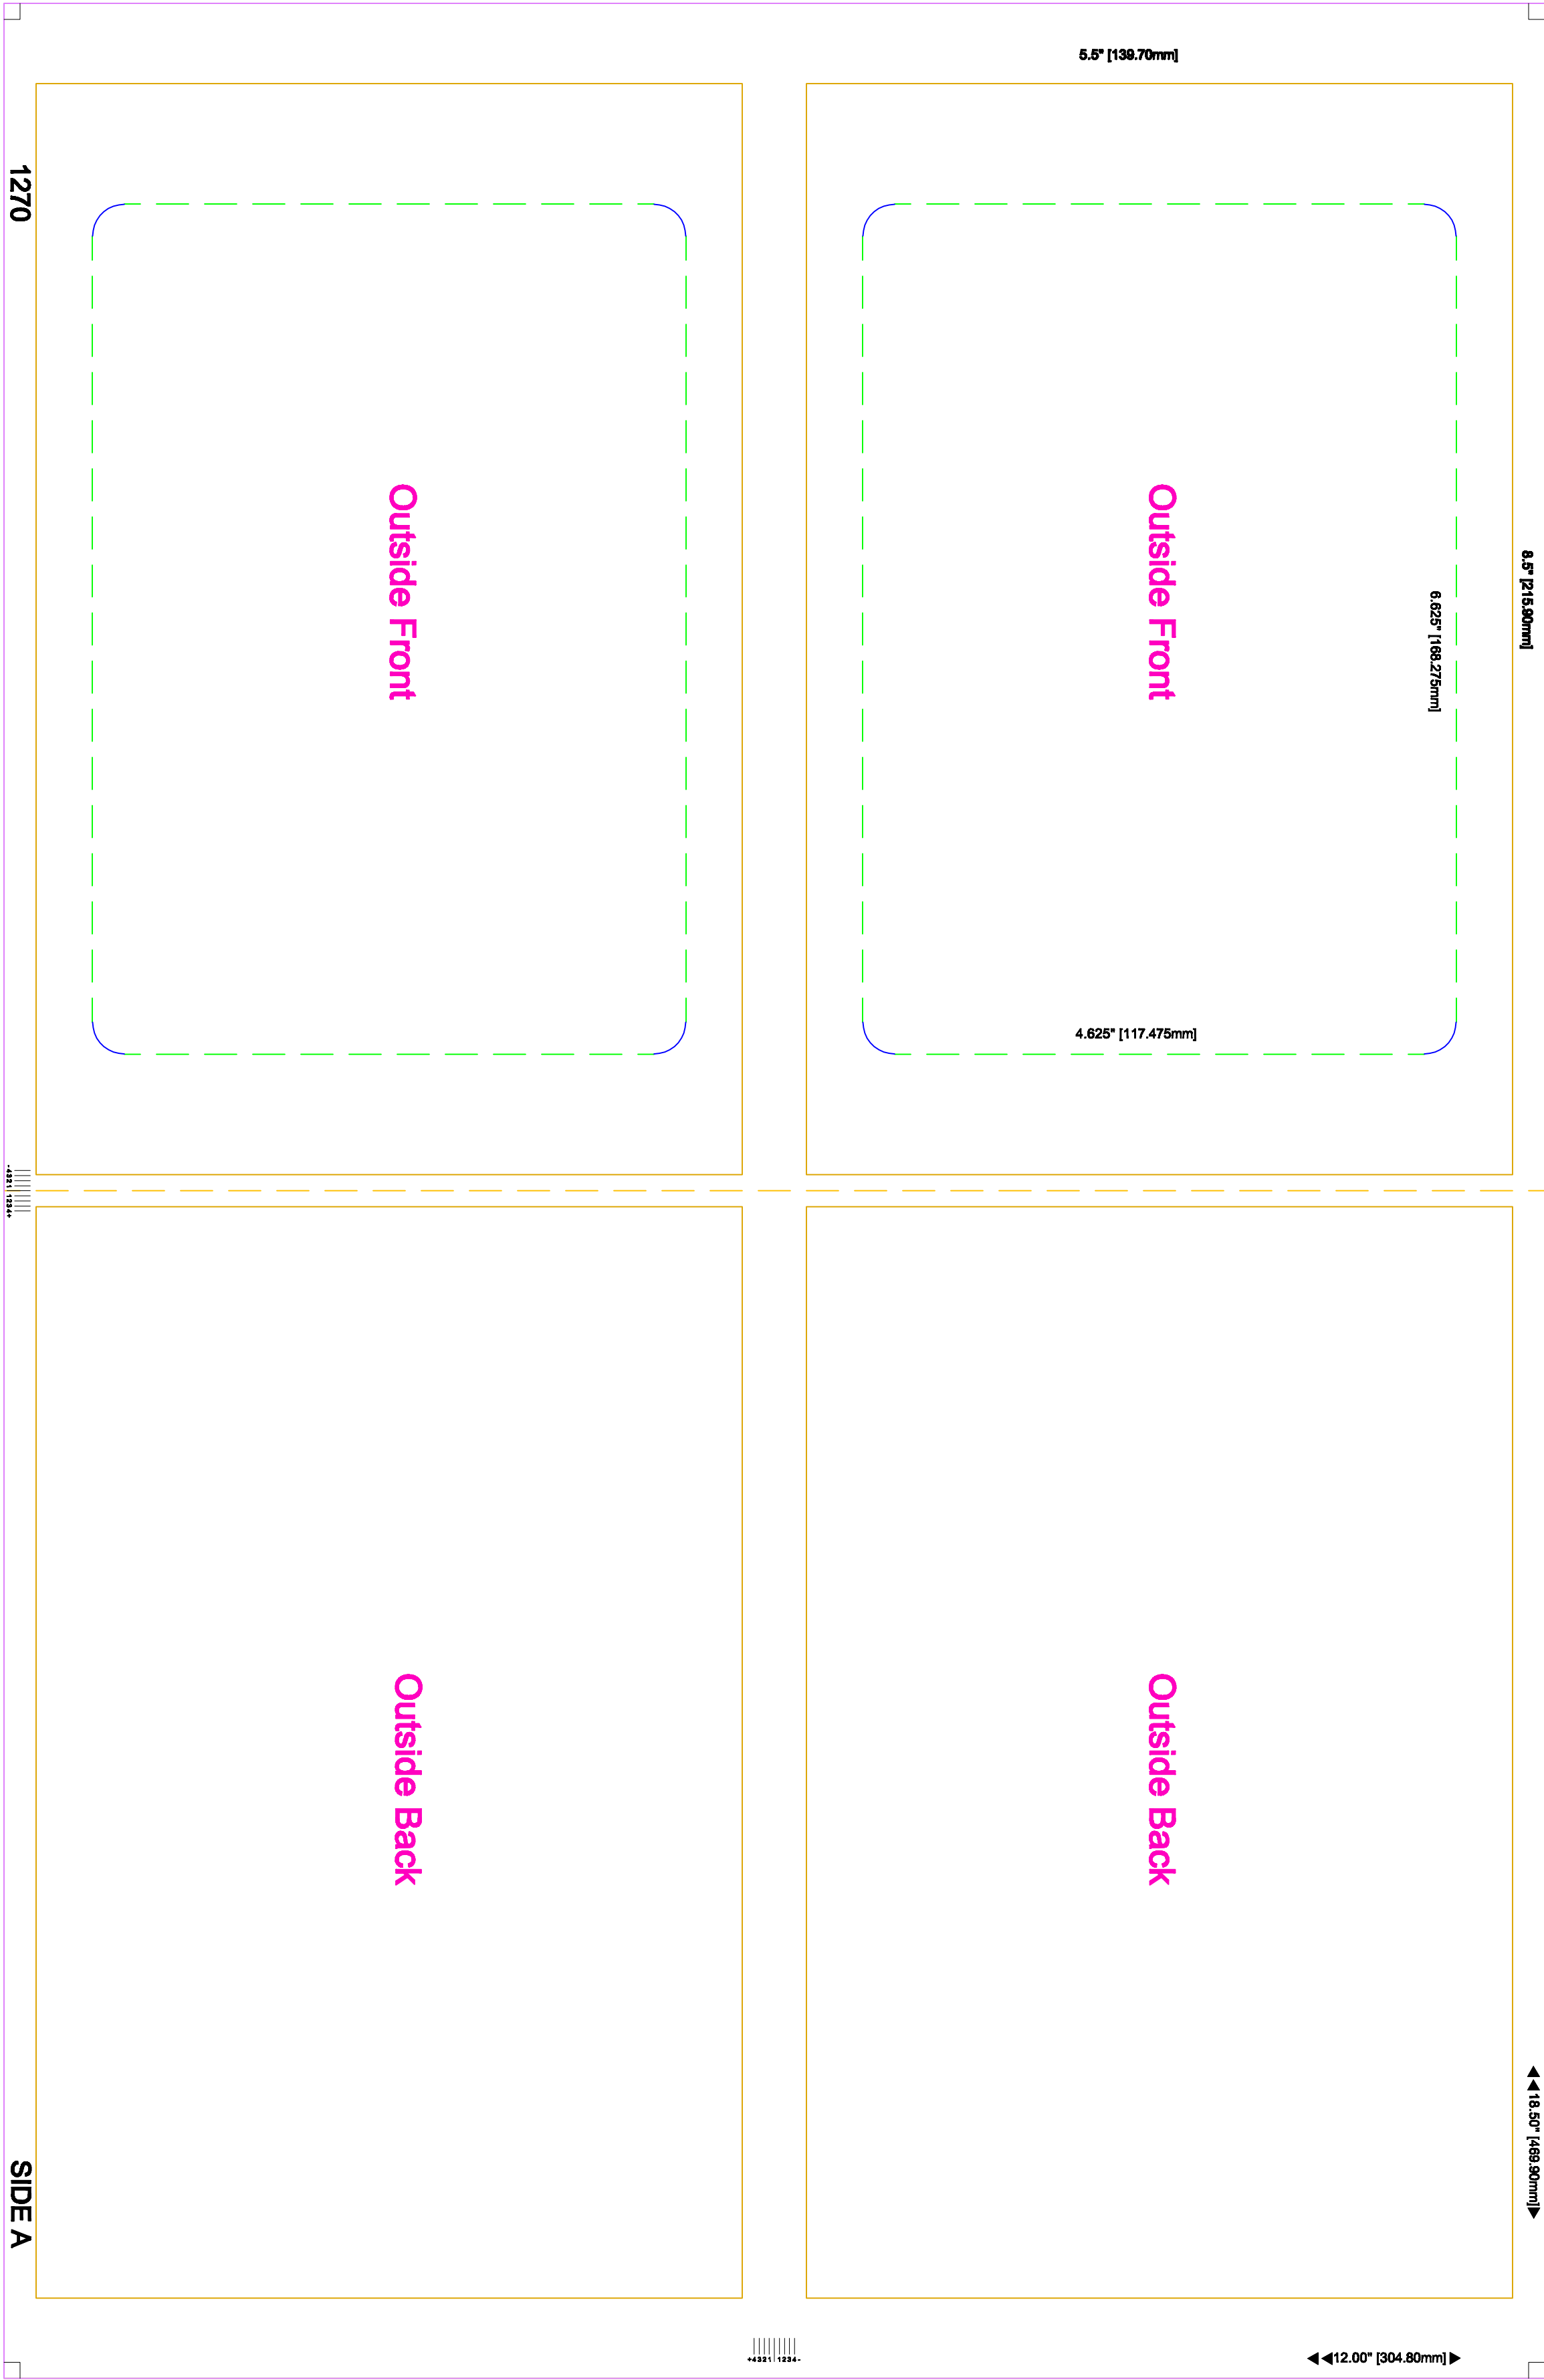 5.5" [139.70mm]
1270
Outside Front
Outside Front
8.5" [215.90mm]
6.625" [168.275mm]
4.625" [117.475mm]
-4321 1234+
Outside Back
Outside Back
18.50" [469.90mm]
SIDE A
+4321 1234-
12.00" [304.80mm]